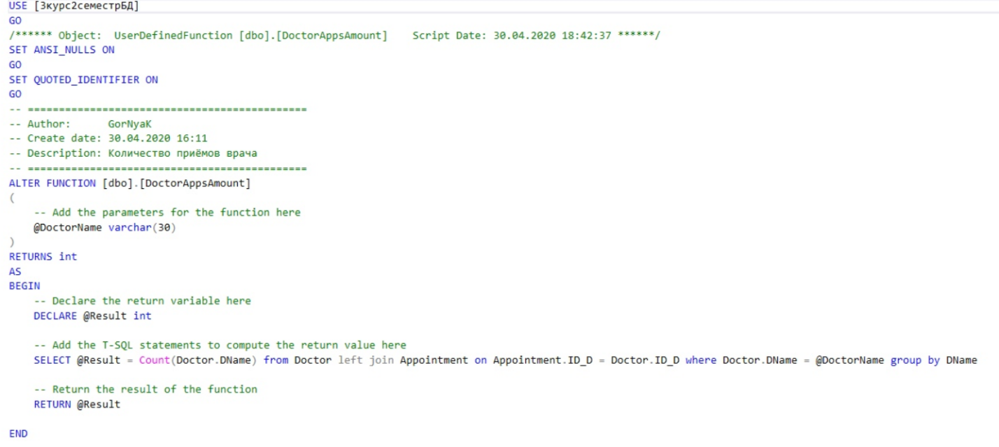 USE [3курс2семестрБД]
GO
/****** Object:  UserDefinedFunction [dbo].[DoctorAppsAmount]    Script Date: 30.04.2020 18:42:37 ******/
SET ANSI_NULLS ON
GO
SET QUOTED_IDENTIFIER ON
GO
-- =============================================
-- Author:      GorNyaK
-- Create date: 30.04.2020 16:11
-- Description: Количество приёмов врача
-- =============================================
ALTER FUNCTION [dbo].[DoctorAppsAmount]
(
    -- Add the parameters for the function here
    @DoctorName varchar(30)
)
RETURNS int
AS
BEGIN
    -- Declare the return variable here
    DECLARE @Result int
    -- Add the T-SQL statements to compute the return value here
    SELECT @Result = Count(Doctor.DName) from Doctor left join Appointment on Appointment.ID_D = Doctor.ID_D where Doctor.DName = @DoctorName group by DName
    -- Return the result of the function
    RETURN @Result
END